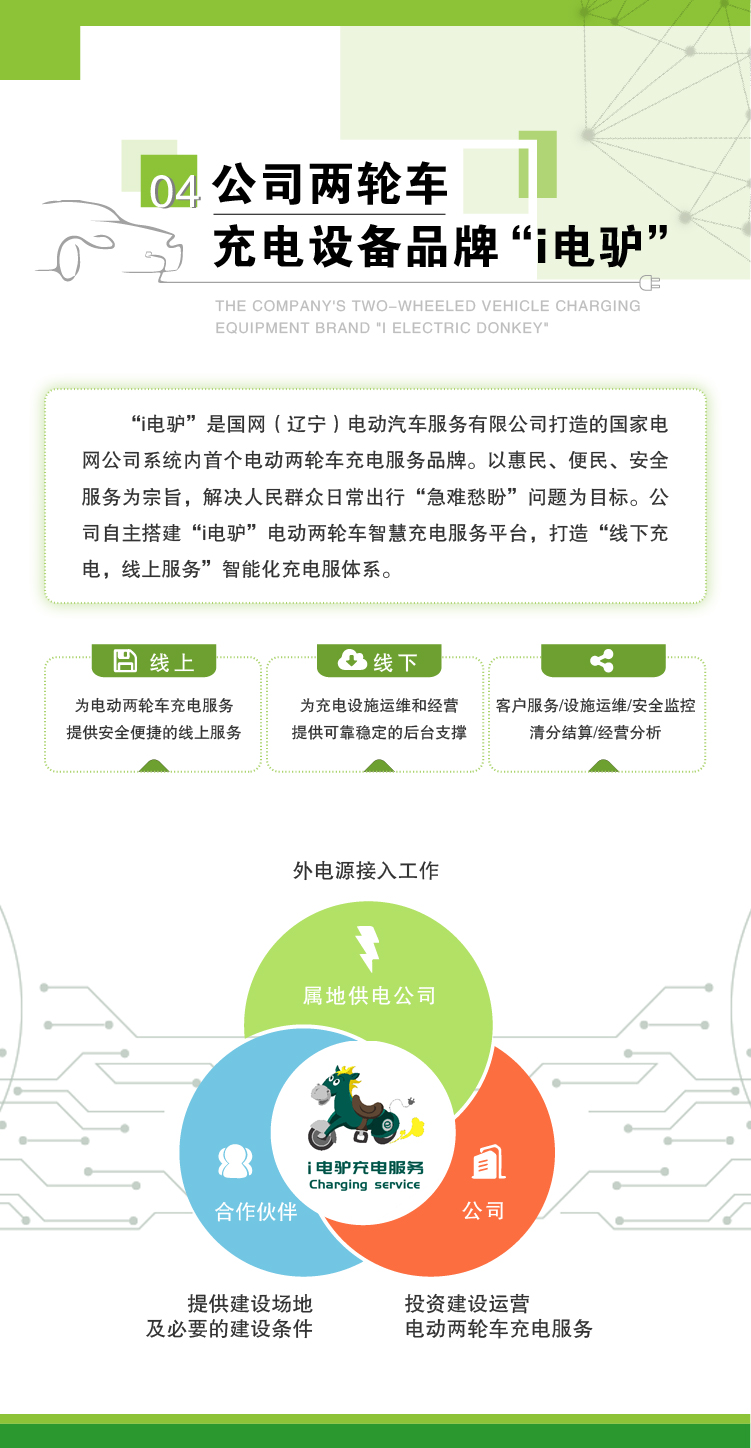 04 公司两轮车
充电设备品牌“i电驴”
THE COMPANY'S TWO-WHEELED VEHICLE CHARGING
EQUIPMENT BRAND "I ELECTRIC DONKEY"
“i电驴”是国网（辽宁）电动汽车服务有限公司打造的国家电
网公司系统内首个电动两轮车充电服务品牌。以惠民、便民、安全
服务为宗旨，解决人民群众日常出行“急难愁盼”问题为目标。公
司自主搭建“i电驴”电动两轮车智慧充电服务平台，打造“线下充
电，线上服务”智能化充电服体系。
线上
为电动两轮车充电服务
提供安全便捷的线上服务
线下
为充电设施运维和经营
提供可靠稳定的后台支撑
客户服务/设施运维/安全监控
清分结算/经营分析
外电源接入工作
属地供电公司
i电驴充电服务
Charging service
合作伙伴
公司
提供建设场地
及必要的建设条件
投资建设运营
电动两轮车充电服务